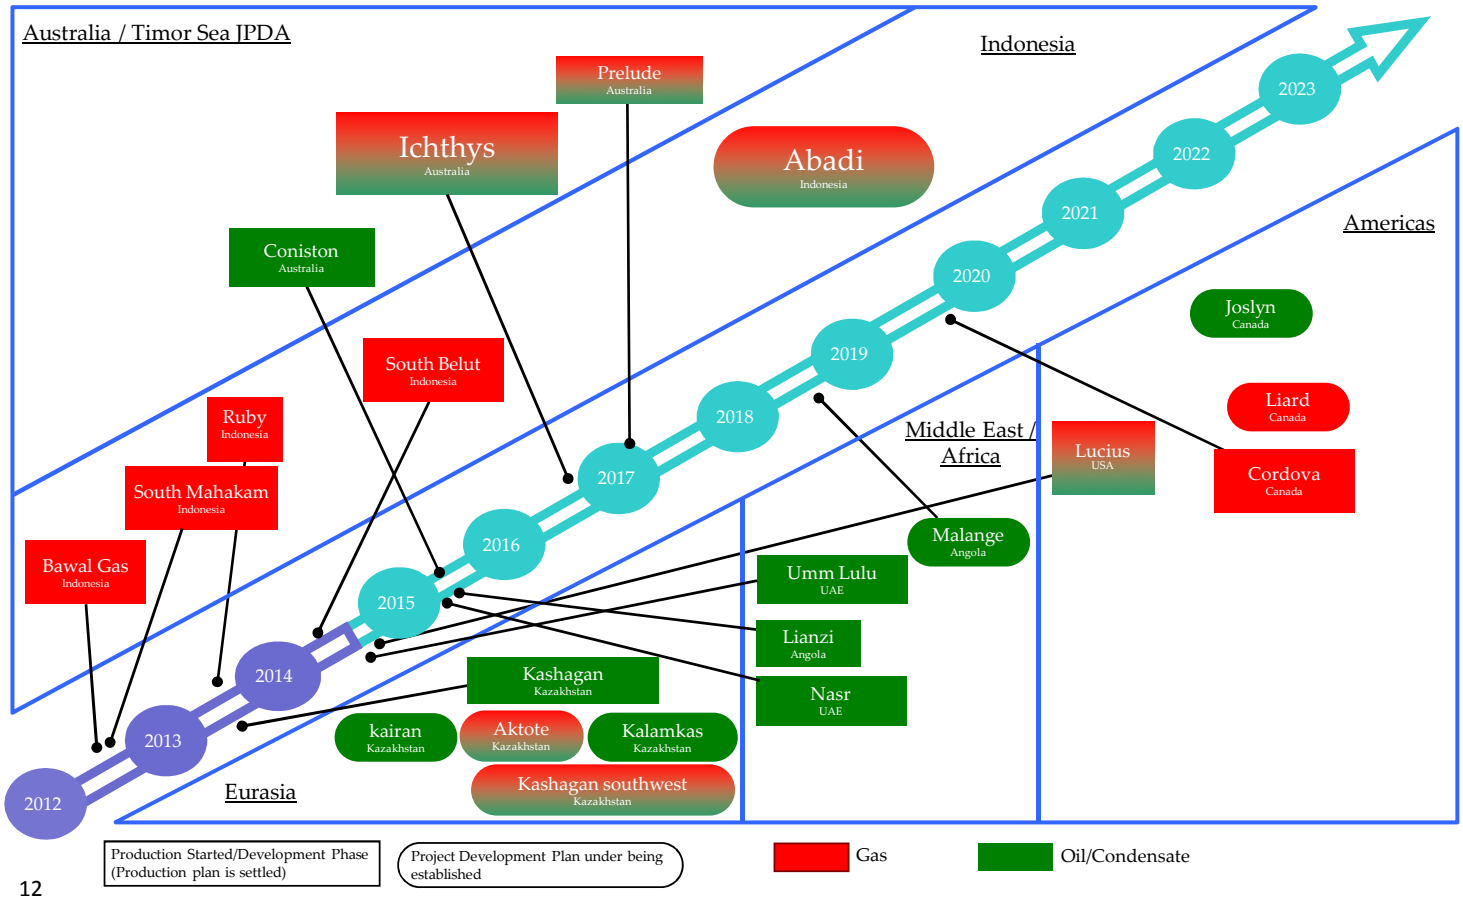 Australia / Timor Sea JPDA
Indonesia
Prelude
Australia
Ichthys
Australia
Abadi
Indonesia
Coniston
Australia
South Belut
Indonesia
Ruby
Indonesia
South Mahakam
Indonesia
Bawal Gas
Indonesia
2012
2013
2014
2015
2016
2017
2018
2019
2020
2021
2022
2023
Americas
Joslyn
Canada
Liard
Canada
Cordova
Canada
Lucius
USA
Middle East /
Africa
Malange
Angola
Umm Lulu
UAE
Lianzi
Angola
Nasr
UAE
Kashagan
Kazakhstan
kairan
Kazakhstan
Aktote
Kazakhstan
Kalamkas
Kazakhstan
Kashagan southwest
Kazakhstan
Eurasia
Production Started/Development Phase
(Production plan is settled)
Project Development Plan under being
established
Gas
Oil/Condensate
12